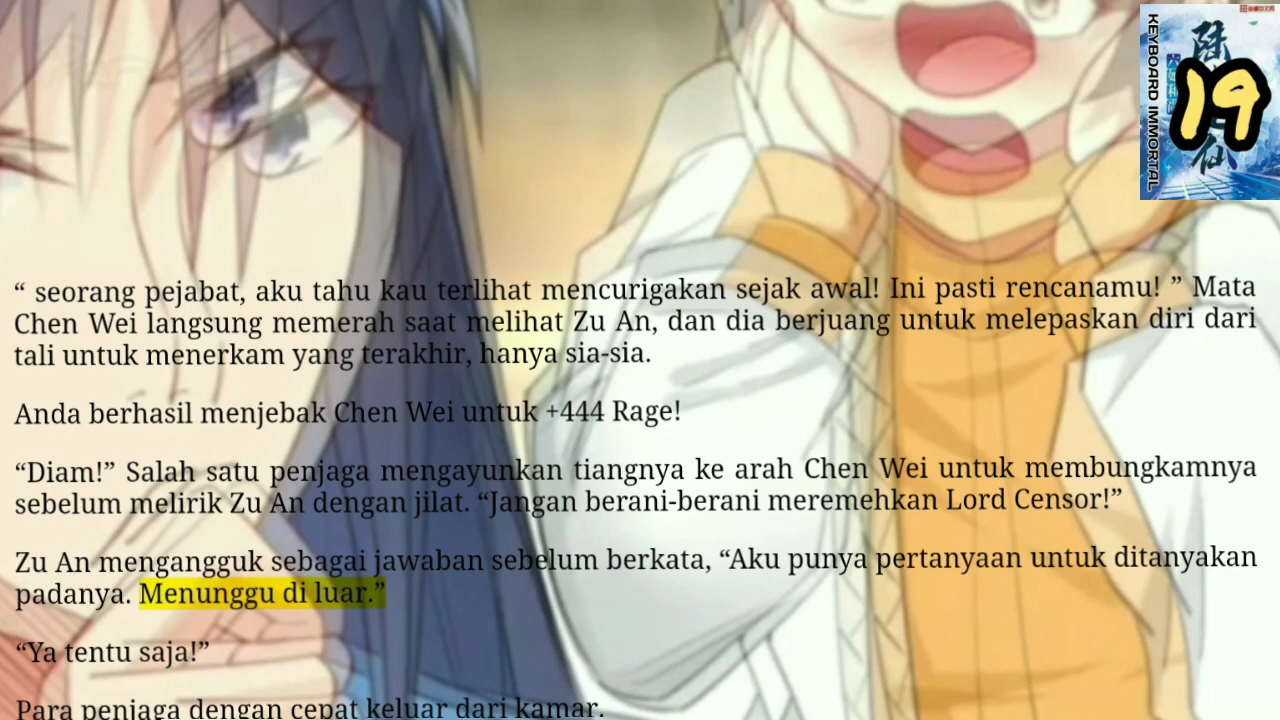 KEYBOARD IMMORTAL
19
“ seorang pejabat, aku tahu kau terlihat mencurigakan sejak awal! Ini pasti rencanamu! ” Mata
Chen Wei langsung memerah saat melihat Zu An, dan dia berjuang untuk melepaskan diri dari
tali untuk menerkam yang terakhir, hanya sia-sia.
Anda berhasil menjebak Chen Wei untuk +444 Rage!
“Diam!” Salah satu penjaga mengayunkan tiangnya ke arah Chen Wei untuk membungkamnya
sebelum melirik Zu An dengan jilat. “Jangan berani-berani meremehkan Lord Censor!”
Zu An mengangguk sebagai jawaban sebelum berkata, “Aku punya pertanyaan untuk ditanyakan
padanya. Menunggu di luar.”
“Ya tentu saja!”
Para penjaga dengan cepat keluar dari kamar.